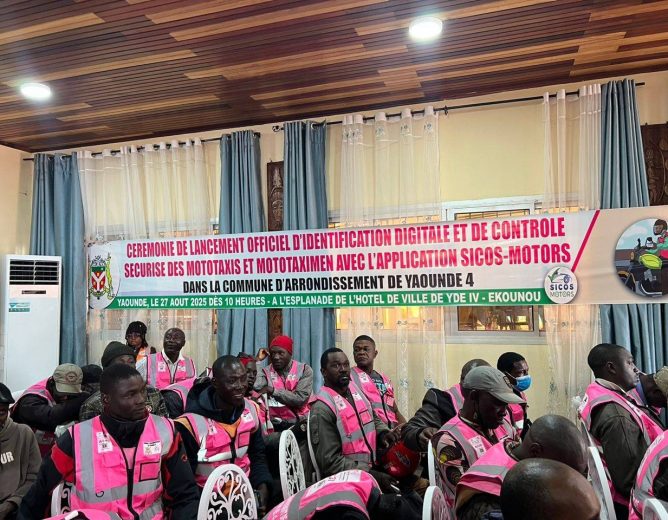 CEREMONIE DE LANCEMENT OFFICIEL D'IDENTIFICATION DIGITALE ET DE CONTROLE
SECURISE DES MOTOTAXIS ET MOTOTAXIMEN AVEC L'APPLICATION SICOS-MOTORS
DANS LA COMMUNE D'ARRONDISSEMENT DE YAOUNDE 4
YAOUNDE, LE 27 AOUT 2025 DÈS 10 HEURES - A L'ESPLANADE DE L'HOTEL DE VILLE DE YDE IV - EKOUNOU
SICOS
MOTORS
TOUR